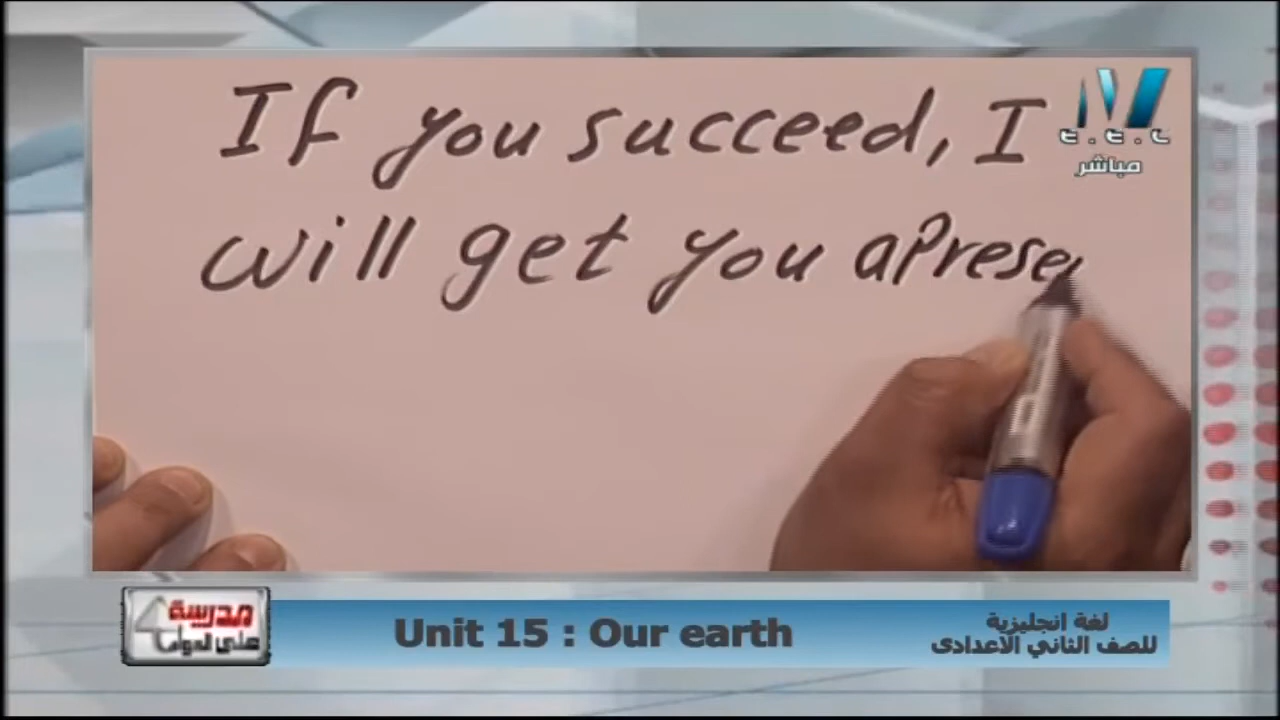 If you succeed, I
will get you aprese
مباشر
مدرسة
على الهواء
Unit 15 : Our earth
لغة انجليزية
للصف الثاني الاعدادى